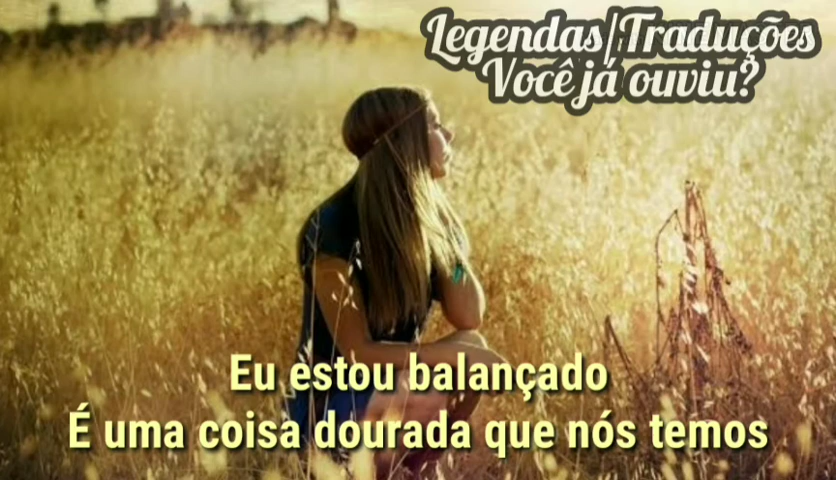 Legendas/Traduções
Você já ouviu?
Eu estou balançado
É uma coisa dourada que nós temos